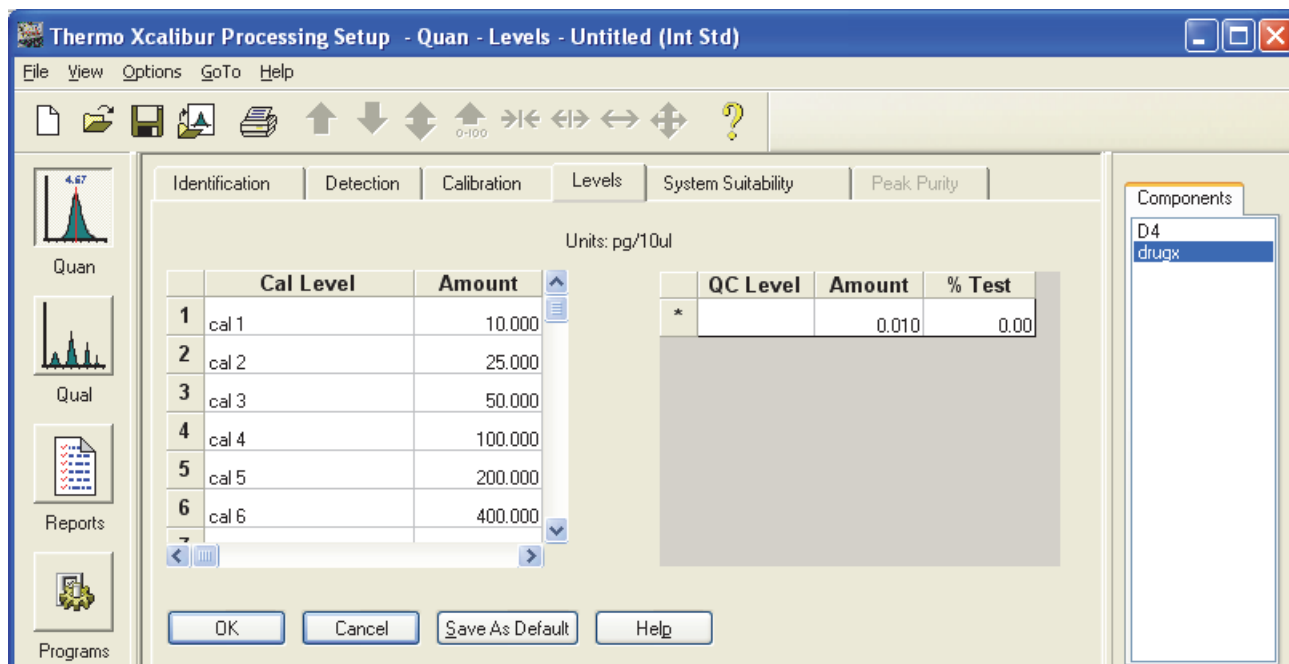 Thermo Xcalibur Processing Setup - Quan - Levels - Untitled (Int Std)
File View Options GoTo Help
0-100
Identification Detection Calibration Levels System Suitability Peak Purity
Units: pg/10ul
4.67
Quan
Qual
Reports
Programs
Cal Level Amount
1 cal 1 10.000
2 cal 2 25.000
3 cal 3 50.000
4 cal 4 100.000
5 cal 5 200.000
6 cal 6 400.000
QC Level Amount % Test
* 0.010 0.00
OK Cancel Save As Default Help
Components
D4
drugx